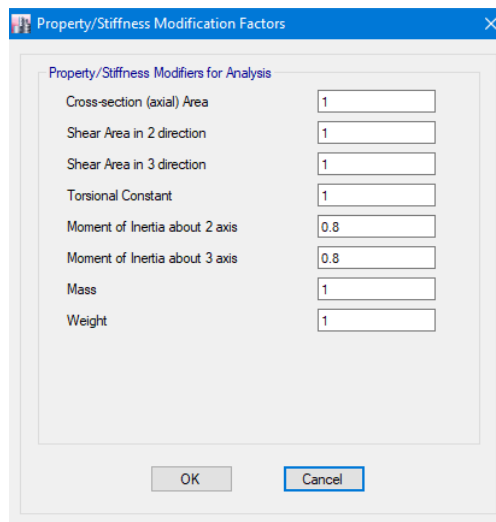 Property/Stiffness Modification Factors
Property/Stiffness Modifiers for Analysis
Cross-section (axial) Area 1
Shear Area in 2 direction 1
Shear Area in 3 direction 1
Torsional Constant 1
Moment of Inertia about 2 axis 0.8
Moment of Inertia about 3 axis 0.8
Mass 1
Weight 1
OK Cancel